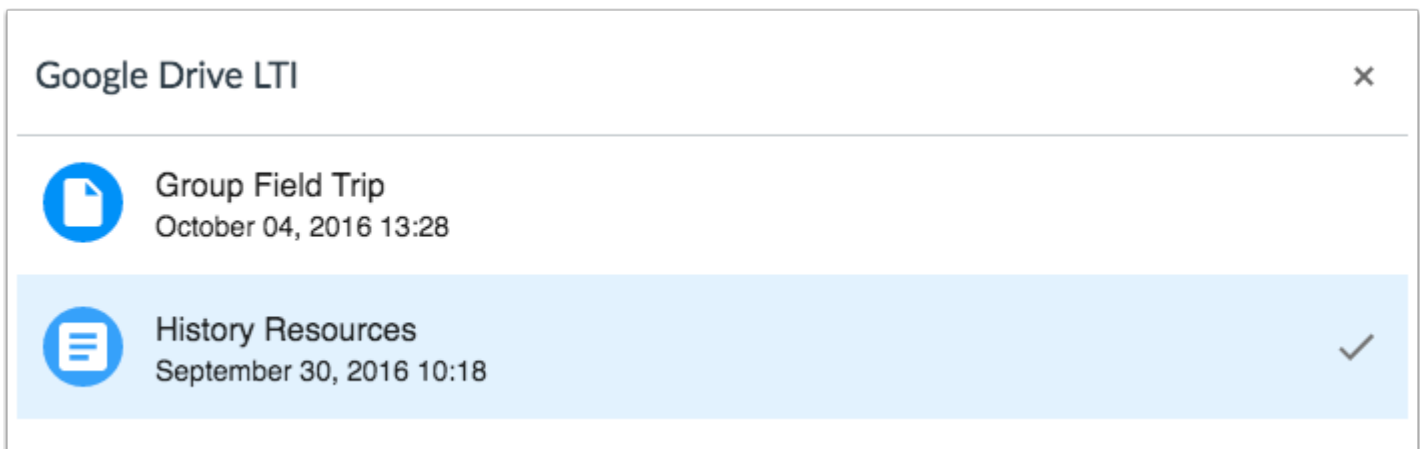 Google Drive LTI
Group Field Trip
October 04, 2016 13:28
History Resources
September 30, 2016 10:18